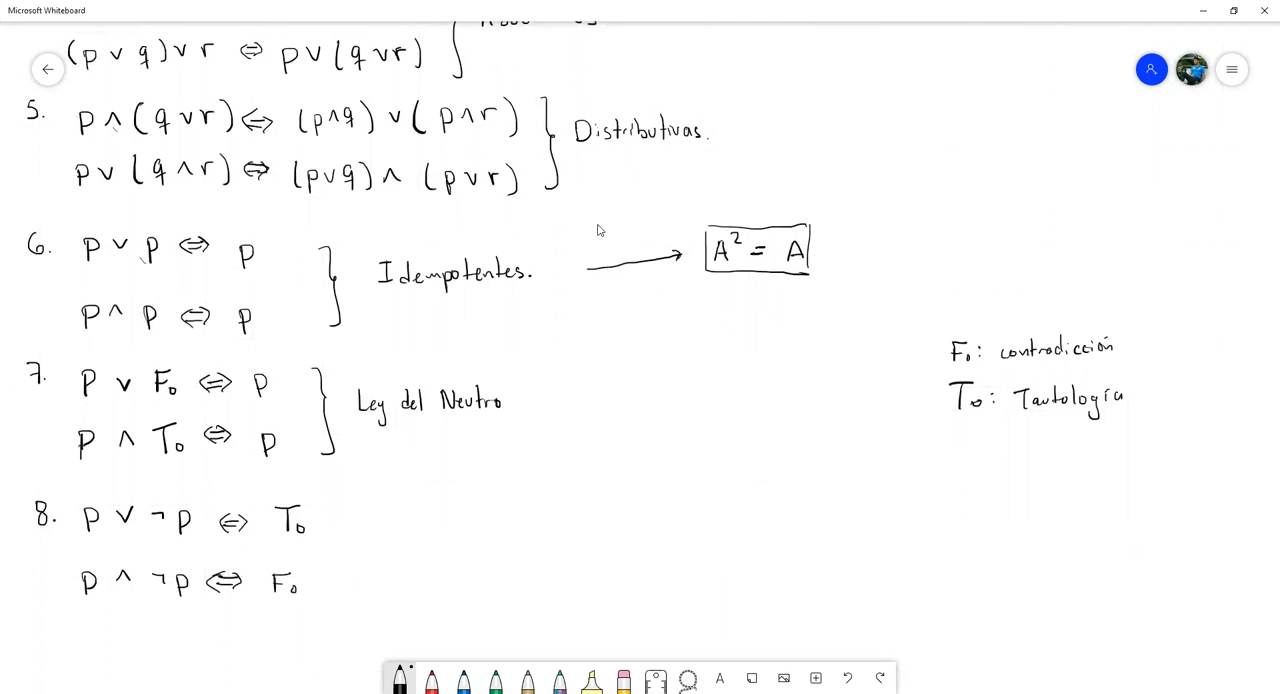 Microsoft Whiteboard
(p ∨ q) ∨ r ⇔ p ∨ (q ∨ r)
5. p ∧ (q ∨ r) ⇔ (p ∧ q) ∨ (p ∧ r)
Distributivas.
p ∨ (q ∧ r) ⇔ (p ∨ q) ∧ (p ∨ r)
6. p ∨ p ⇔ p
Idempotentes. → A² = A
p ∧ p ⇔ p
F₀: contradicción
7. p ∨ F₀ ⇔ p
Ley del Neutro
T₀: Tautología
p ∧ T₀ ⇔ p
8. p ∨ ¬p ⇔ T₀
p ∧ ¬p ⇔ F₀
A